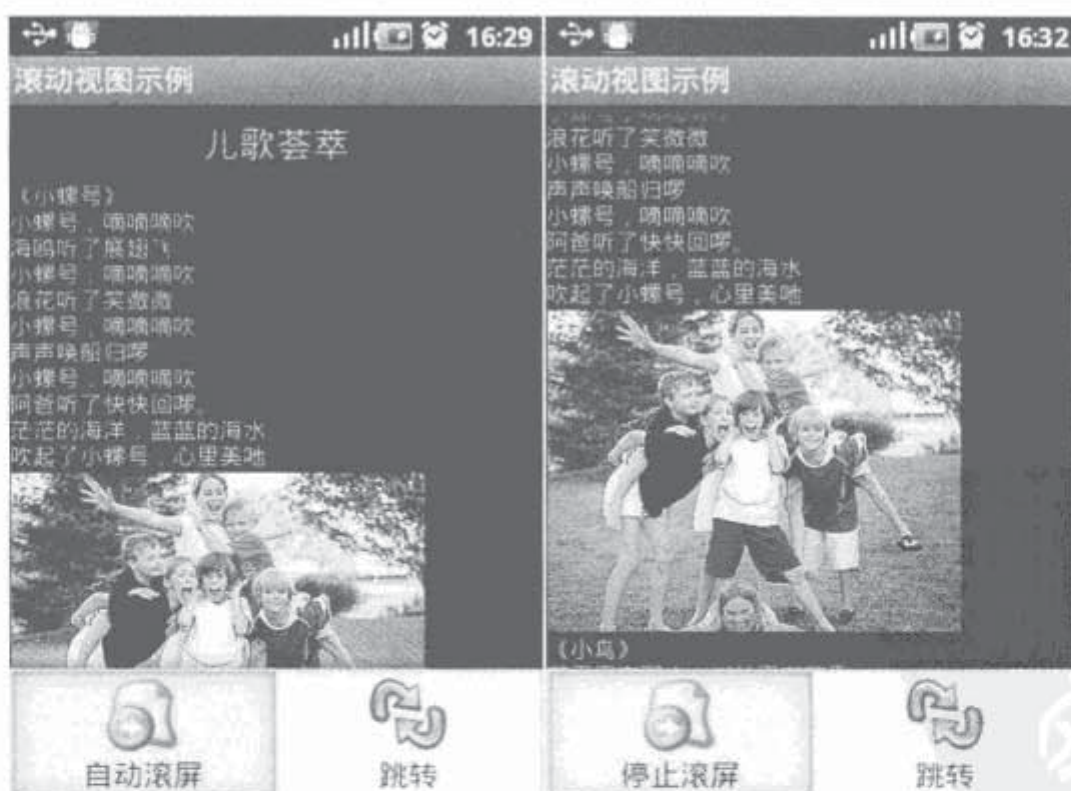 16:29
滚动视图示例
儿歌荟萃
《小螺号》
小螺号，嘀嘀嘀吹
海鸥听了展翅飞
小螺号，嘀嘀嘀吹
浪花听了笑微微
小螺号，嘀嘀嘀吹
声声唤船归啰
小螺号，嘀嘀嘀吹
阿爸听了快快回啰。
茫茫的海洋，蓝蓝的海水
吹起了小螺号，心里美吔
自动滚屏
跳转
16:32
滚动视图示例
浪花听了笑微微
小螺号，嘀嘀嘀吹
声声唤船归啰
小螺号，嘀嘀嘀吹
阿爸听了快快回啰。
茫茫的海洋，蓝蓝的海水
吹起了小螺号，心里美吔
《小鸟》
停止滚屏
跳转